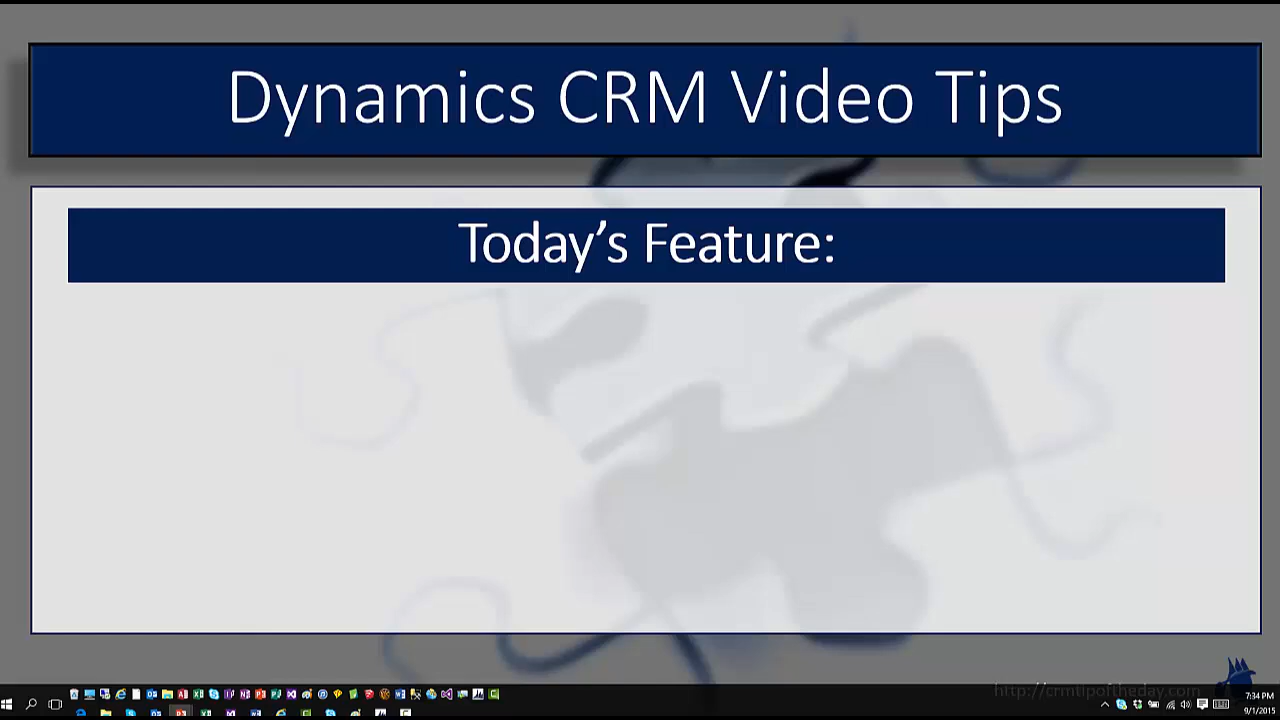 Dynamics CRM Video Tips
Today's Feature:
http://crmtipoftheday.com
7:34 PM
9/1/2015